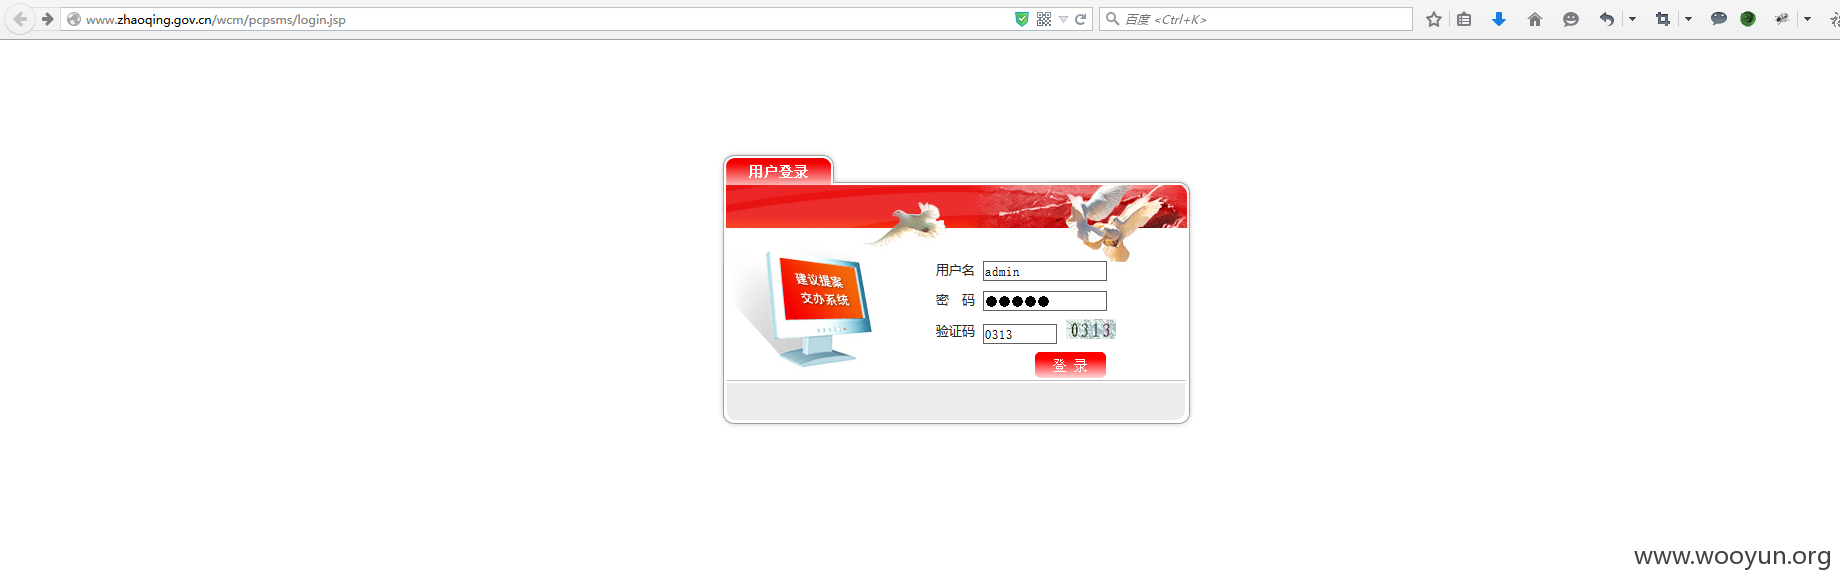 www.zhaoqing.gov.cn/wcm/pcpsms/login.jsp
百度 <Ctrl+K>
用户登录
建议提案
交办系统
用户名 admin
密 码 ●●●●●
验证码 0313 0313
登 录
www.wooyun.org